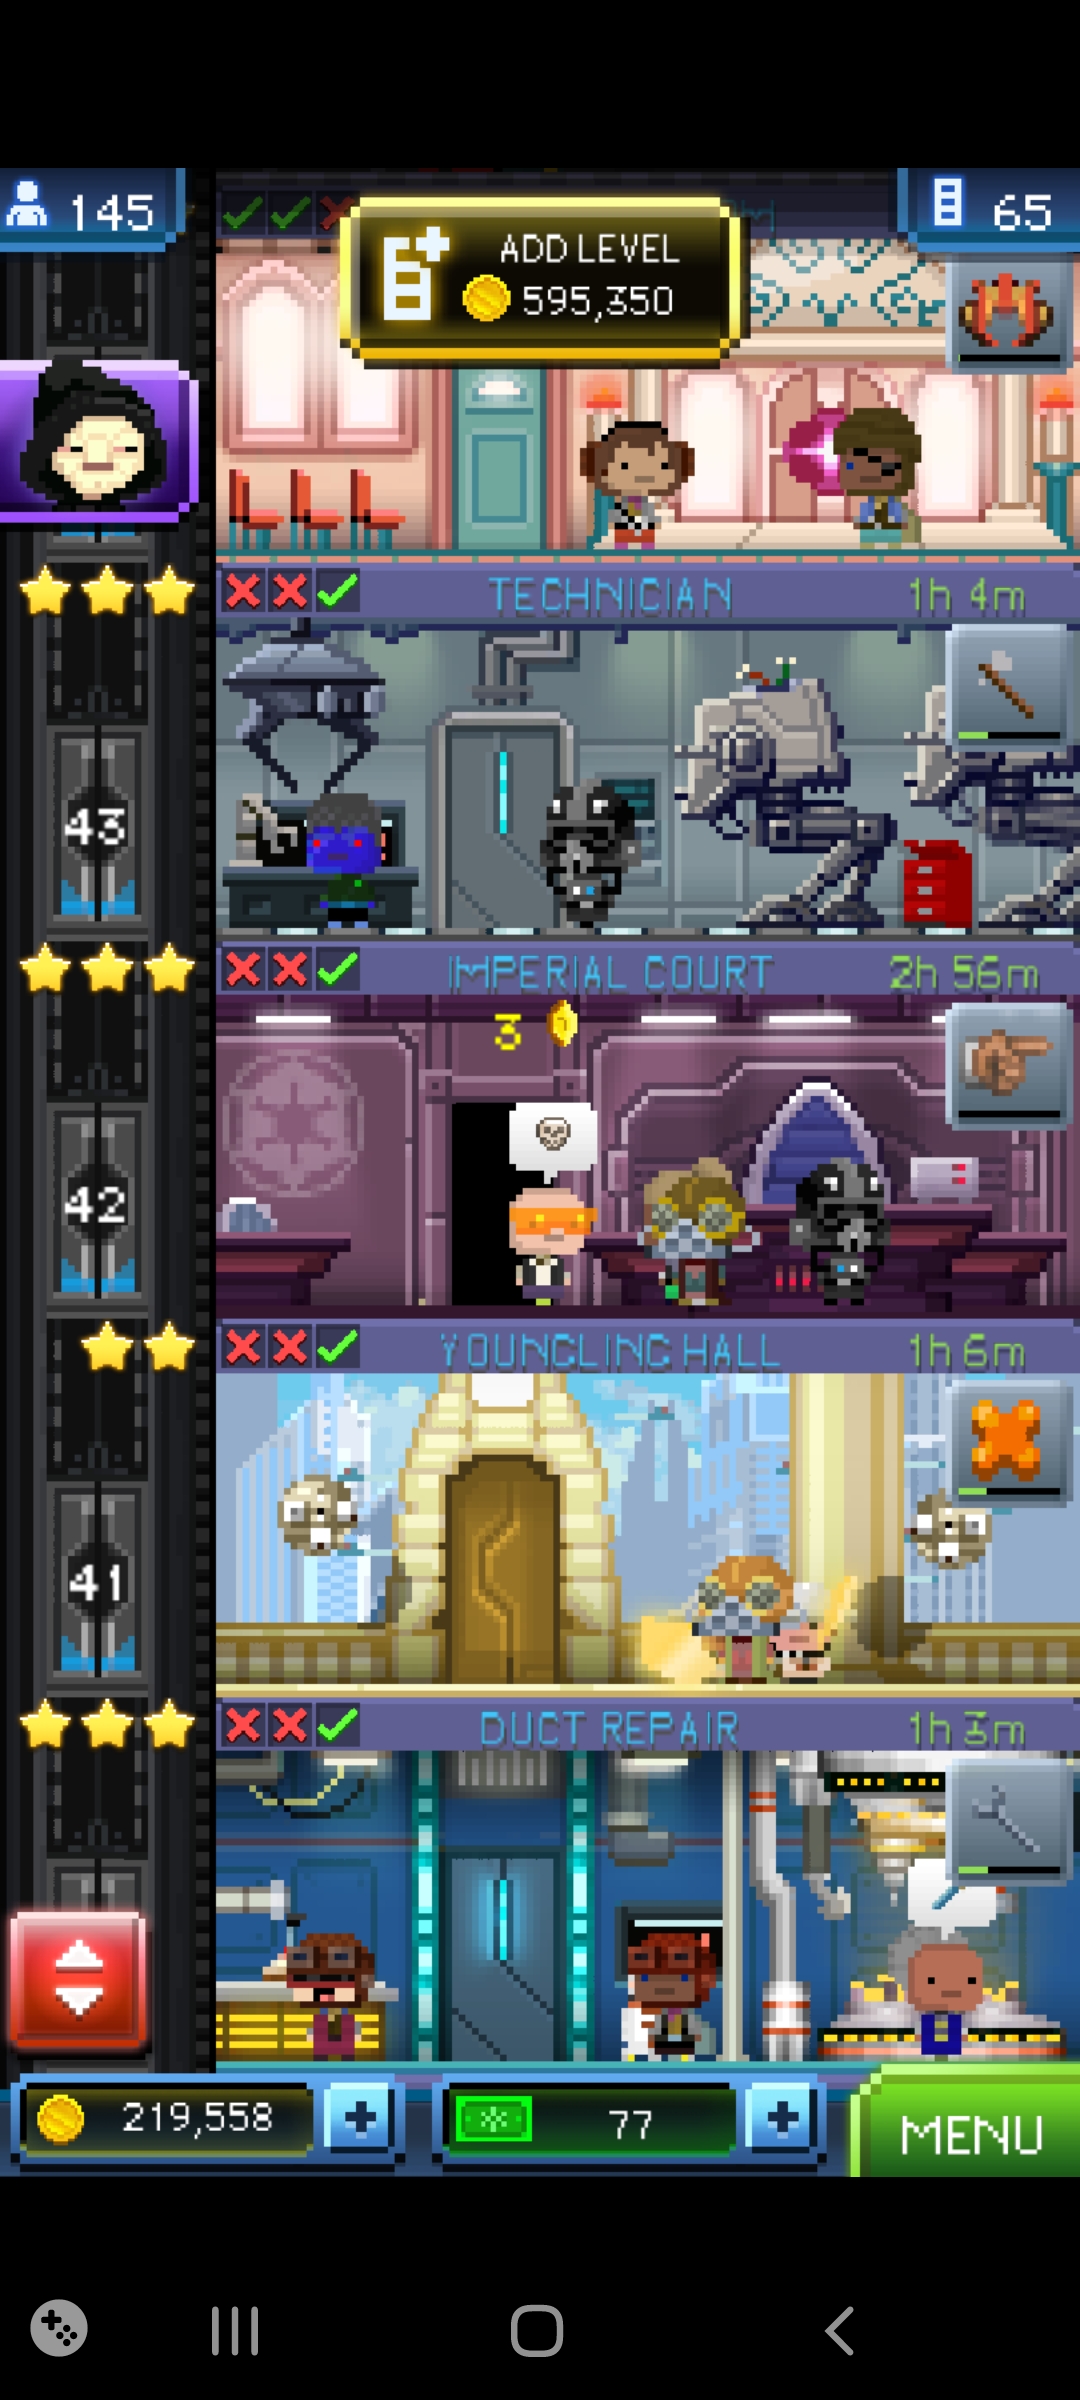 145
65
ADD LEVEL
595,350
TECHNICIAN 1h 4m
43
IMPERIAL COURT 2h 56m
3
42
YOUNGLING HALL 1h 6m
41
DUCT REPAIR 1h 3m
219,558
77
MENU